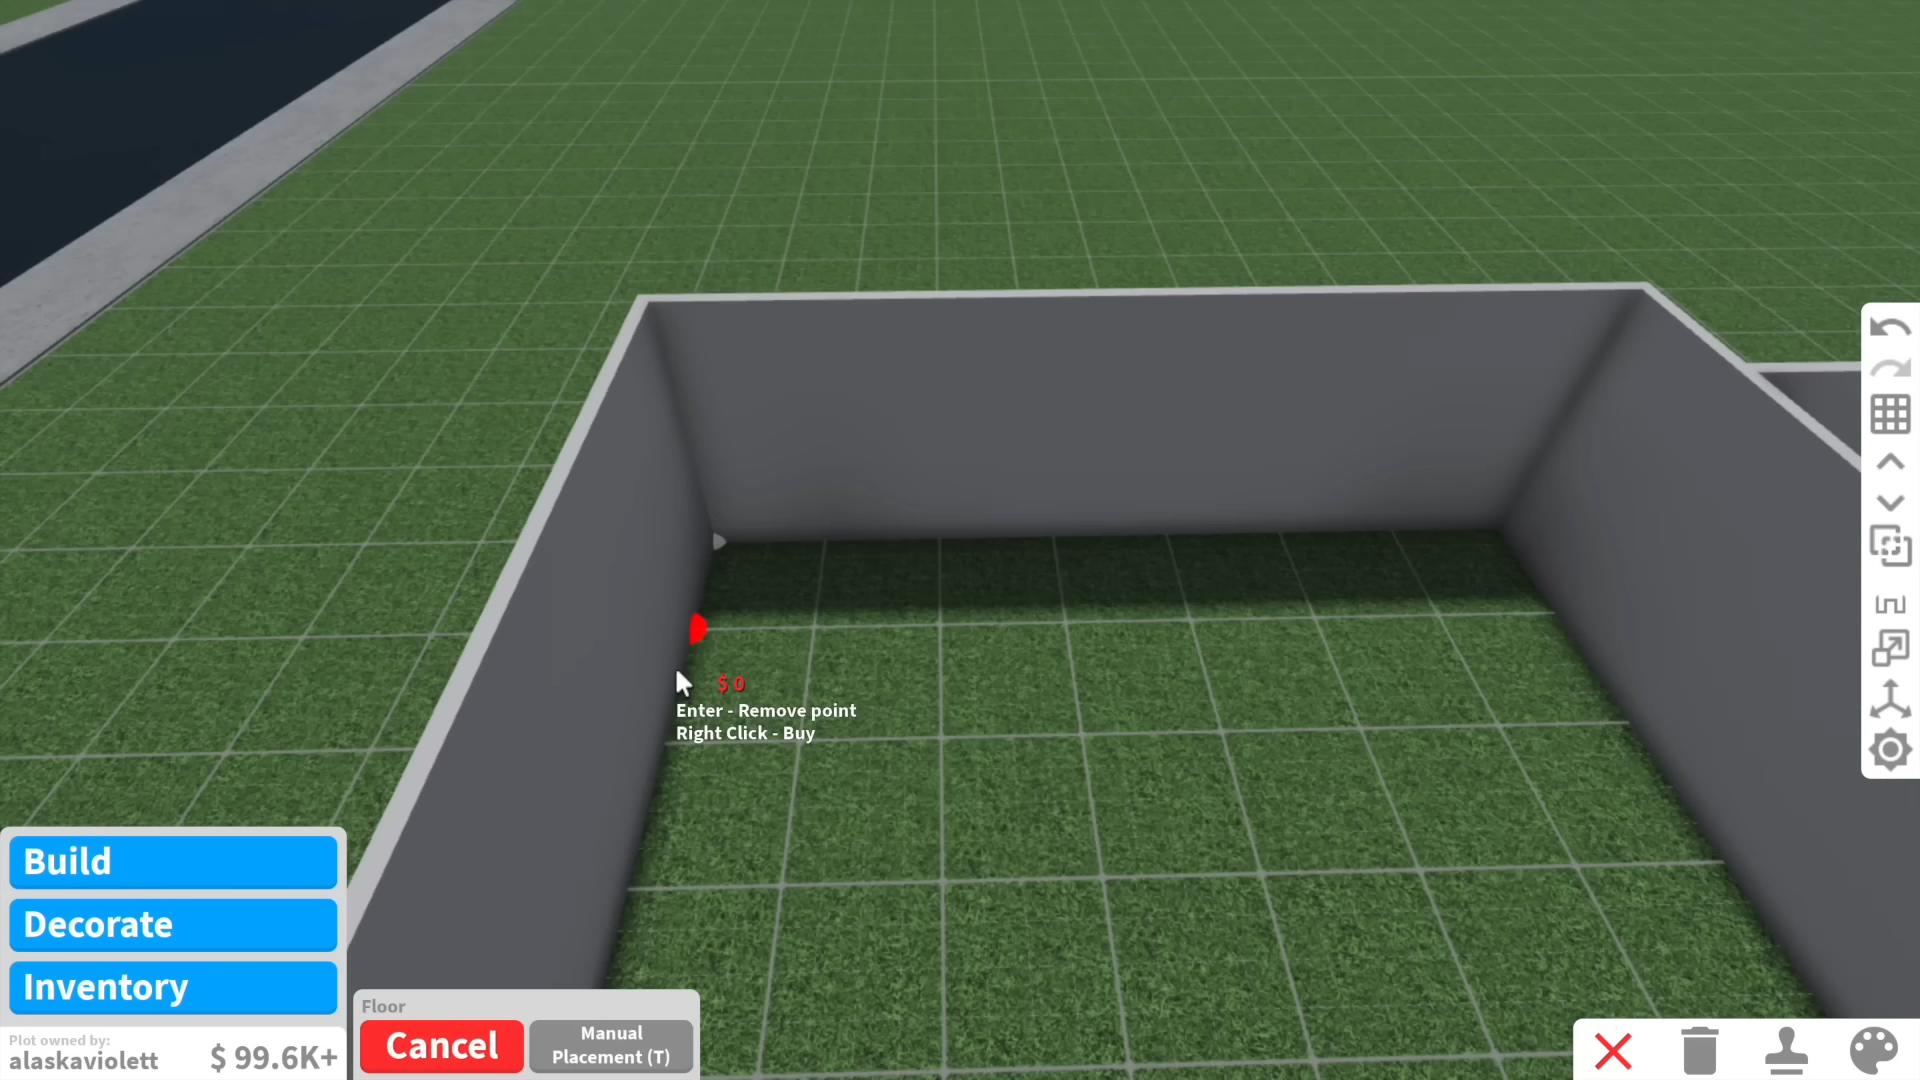 $ 0
Enter - Remove point
Right Click - Buy
Build
Decorate
Inventory
Plot owned by:
alaskaviolett
$ 99.6K+
Floor
Cancel
Manual
Placement (T)